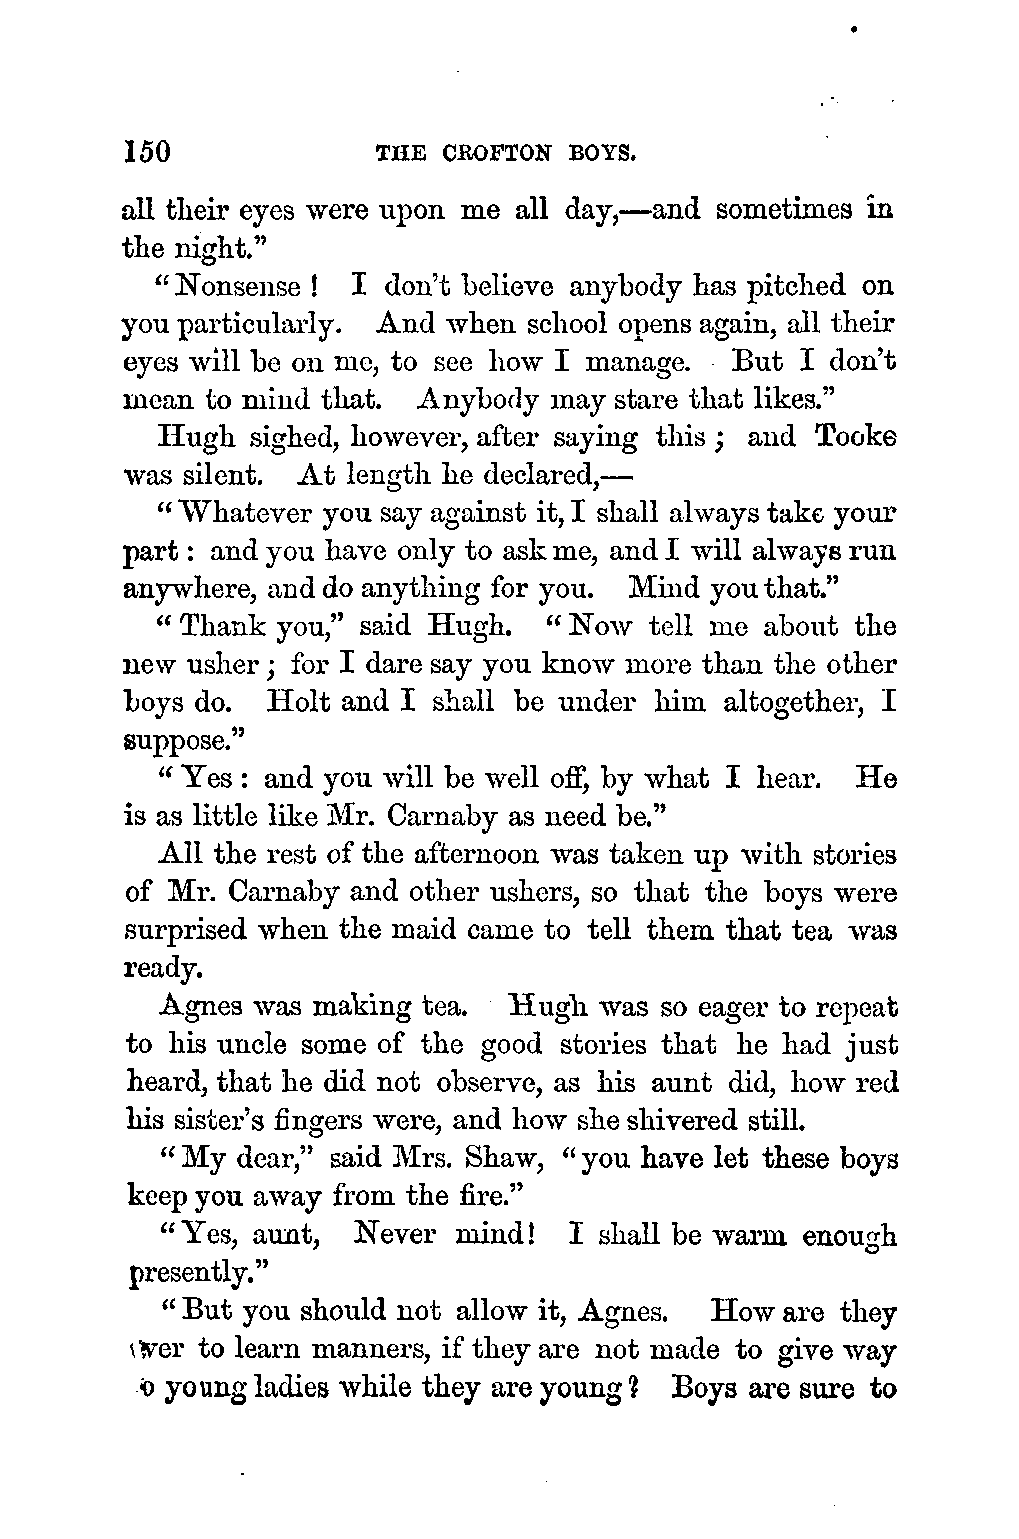 150 THE CROFTON BOYS.
all their eyes were upon me all day,—and sometimes in
the night.”
“Nonsense ! I don’t believe anybody has pitched on
you particularly. And when school opens again, all their
eyes will be on me, to see how I manage. But I don’t
mean to mind that. Anybody may stare that likes.”
Hugh sighed, however, after saying this ; and Tooke
was silent. At length he declared,—
“Whatever you say against it, I shall always take your
part : and you have only to ask me, and I will always run
anywhere, and do anything for you. Mind you that.”
“Thank you,” said Hugh. “Now tell me about the
new usher ; for I dare say you know more than the other
boys do. Holt and I shall be under him altogether, I
suppose.”
“Yes : and you will be well off, by what I hear. He
is as little like Mr. Carnaby as need be.”
All the rest of the afternoon was taken up with stories
of Mr. Carnaby and other ushers, so that the boys were
surprised when the maid came to tell them that tea was
ready.
Agnes was making tea. Hugh was so eager to repeat
to his uncle some of the good stories that he had just
heard, that he did not observe, as his aunt did, how red
his sister’s fingers were, and how she shivered still.
“My dear,” said Mrs. Shaw, “you have let these boys
keep you away from the fire.”
“Yes, aunt, Never mind! I shall be warm enough
presently.”
“But you should not allow it, Agnes. How are they
ever to learn manners, if they are not made to give way
to young ladies while they are young? Boys are sure to